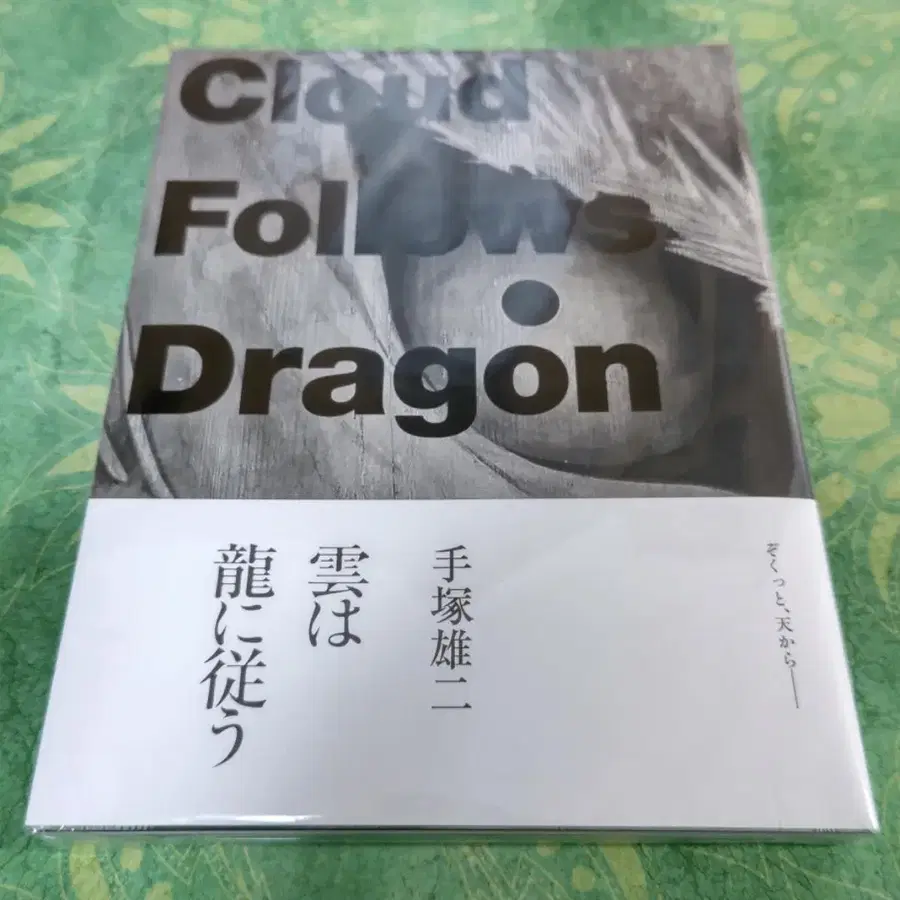 Cloud
Follows
Dragon
ぞくっと、天から——
手塚雄二
雲は
龍に従う